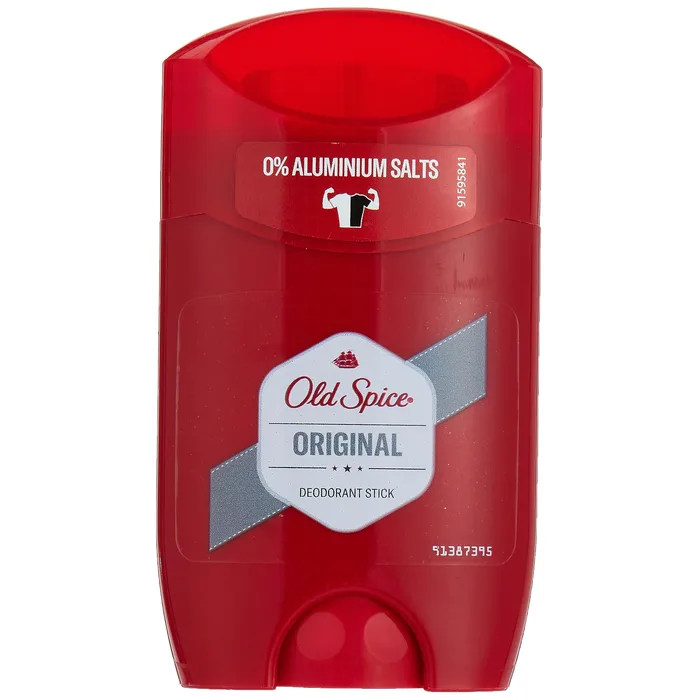 0% ALUMINIUM SALTS
91595841
Old Spice
ORIGINAL
DEODORANT STICK
91387395